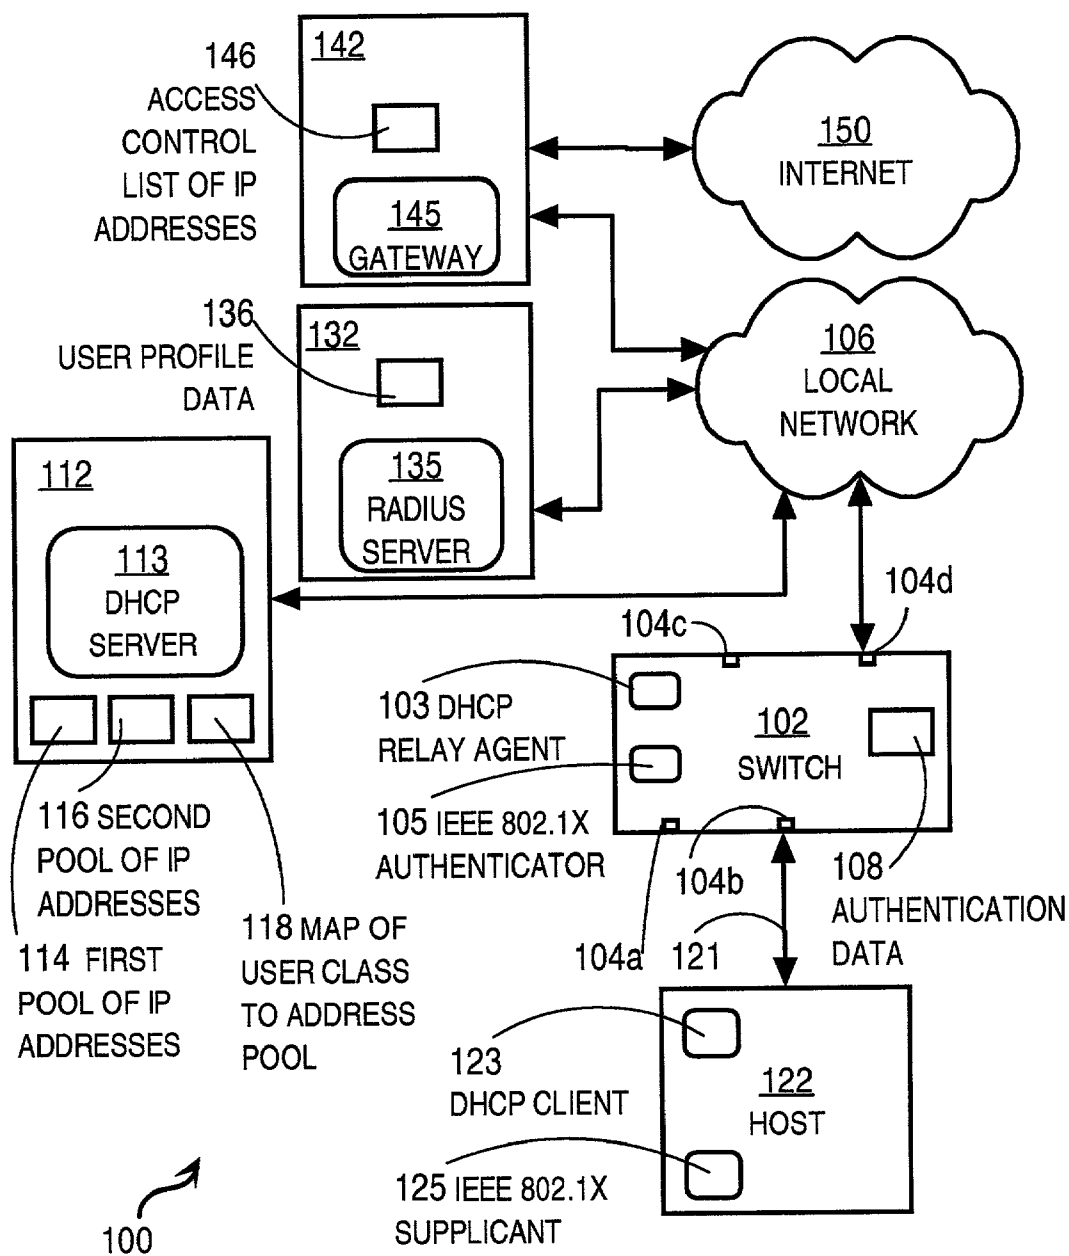 142
146
ACCESS
CONTROL
LIST OF IP
ADDRESSES
145
GATEWAY
150
INTERNET
136
USER PROFILE
DATA
132
135
RADIUS
SERVER
106
LOCAL
NETWORK
112
113
DHCP
SERVER
116 SECOND
POOL OF IP
ADDRESSES
114 FIRST
POOL OF IP
ADDRESSES
118 MAP OF
USER CLASS
TO ADDRESS
POOL
104c
104d
103 DHCP
RELAY AGENT
102
SWITCH
105 IEEE 802.1X
AUTHENTICATOR
104a
104b
108
AUTHENTICATION
DATA
121
123
DHCP CLIENT
122
HOST
125 IEEE 802.1X
SUPPLICANT
100